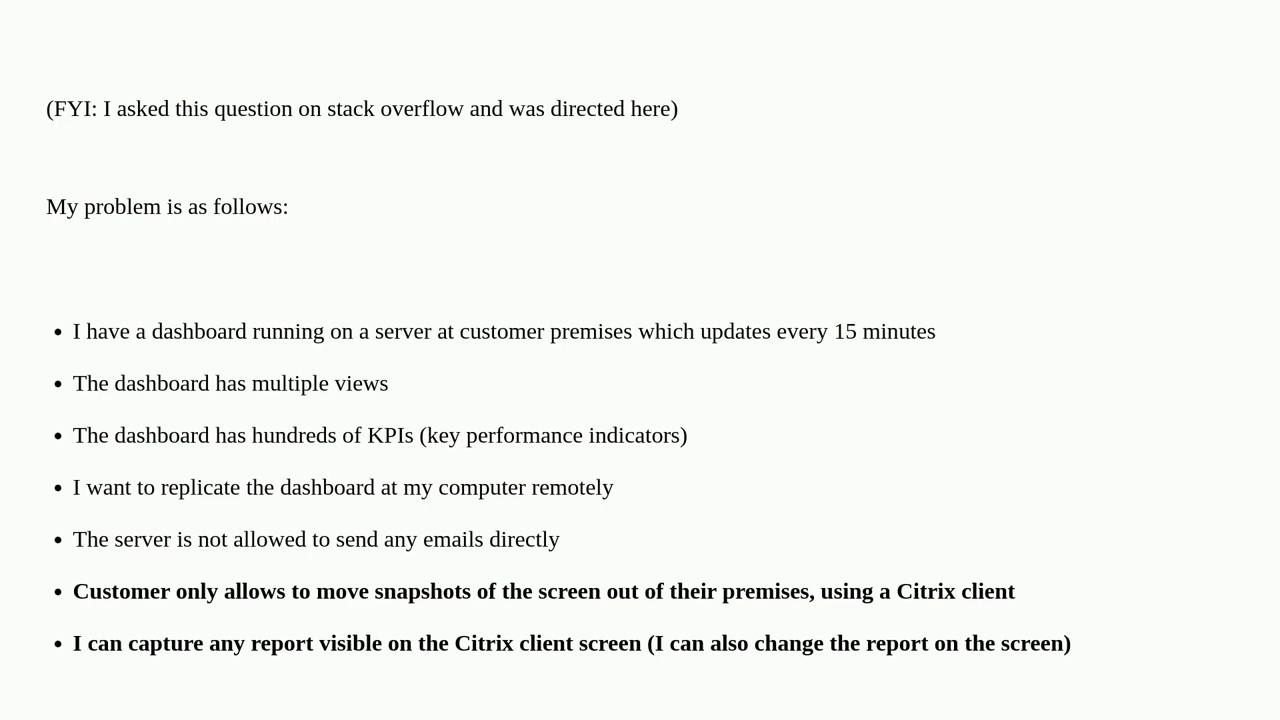 (FYI: I asked this question on stack overflow and was directed here)
My problem is as follows:
• I have a dashboard running on a server at customer premises which updates every 15 minutes
• The dashboard has multiple views
• The dashboard has hundreds of KPIs (key performance indicators)
• I want to replicate the dashboard at my computer remotely
• The server is not allowed to send any emails directly
• Customer only allows to move snapshots of the screen out of their premises, using a Citrix client
• I can capture any report visible on the Citrix client screen (I can also change the report on the screen)